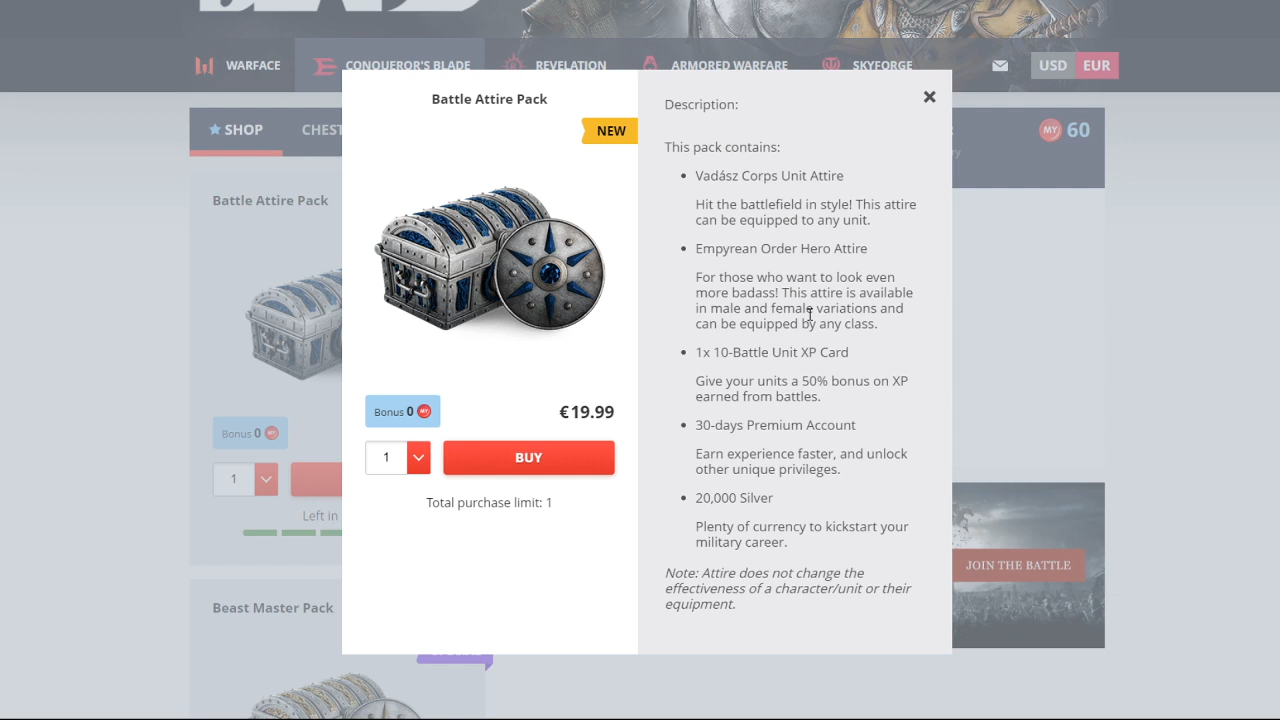 WARFACE
CONQUEROR'S BLADE
REVELATION
ARMORED WARFARE
SKYFORGE
USD EUR
SHOP
CHEST
MY 60
Battle Attire Pack
Bonus 0 MY
1
Left in
Beast Master Pack
Battle Attire Pack
NEW
Bonus 0 MY
€19.99
1
BUY
Total purchase limit: 1
Description:
This pack contains:
• Vadász Corps Unit Attire
Hit the battlefield in style! This attire
can be equipped to any unit.
• Empyrean Order Hero Attire
For those who want to look even
more badass! This attire is available
in male and female variations and
can be equipped by any class.
• 1x 10-Battle Unit XP Card
Give your units a 50% bonus on XP
earned from battles.
• 30-days Premium Account
Earn experience faster, and unlock
other unique privileges.
• 20,000 Silver
Plenty of currency to kickstart your
military career.
Note: Attire does not change the
effectiveness of a character/unit or their
equipment.
JOIN THE BATTLE